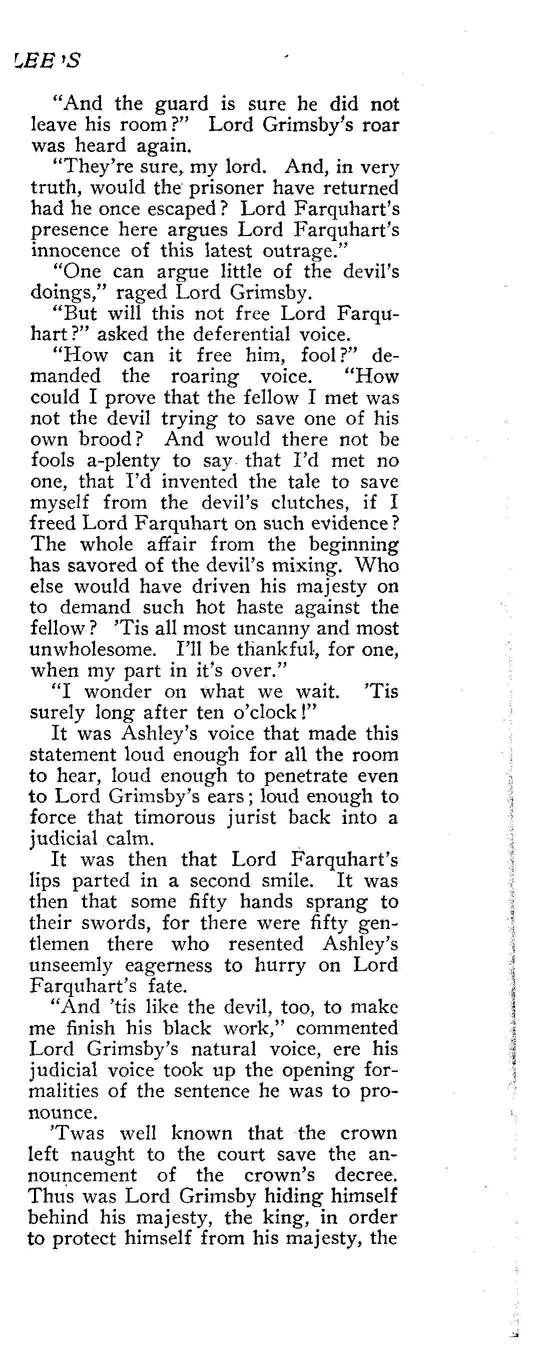 LEE'S
"And the guard is sure he did not
leave his room?" Lord Grimsby's roar
was heard again.
"They're sure, my lord. And, in very
truth, would the prisoner have returned
had he once escaped? Lord Farquhart's
presence here argues Lord Farquhart's
innocence of this latest outrage."
"One can argue little of the devil's
doings," raged Lord Grimsby.
"But will this not free Lord Farqu-
hart?" asked the deferential voice.
"How can it free him, fool?" de-
manded the roaring voice. "How
could I prove that the fellow I met was
not the devil trying to save one of his
own brood? And would there not be
fools a-plenty to say that I'd met no
one, that I'd invented the tale to save
myself from the devil's clutches, if I
freed Lord Farquhart on such evidence?
The whole affair from the beginning
has savored of the devil's mixing. Who
else would have driven his majesty on
to demand such hot haste against the
fellow? 'Tis all most uncanny and most
unwholesome. I'll be thankful, for one,
when my part in it's over."
"I wonder on what we wait. 'Tis
surely long after ten o'clock!"
It was Ashley's voice that made this
statement loud enough for all the room
to hear, loud enough to penetrate even
to Lord Grimsby's ears; loud enough to
force that timorous jurist back into a
judicial calm.
It was then that Lord Farquhart's
lips parted in a second smile. It was
then that some fifty hands sprang to
their swords, for there were fifty gen-
tlemen there who resented Ashley's
unseemly eagerness to hurry on Lord
Farquhart's fate.
"And 'tis like the devil, too, to make
me finish his black work," commented
Lord Grimsby's natural voice, ere his
judicial voice took up the opening for-
malities of the sentence he was to pro-
nounce.
'Twas well known that the crown
left naught to the court save the an-
nouncement of the crown's decree.
Thus was Lord Grimsby hiding himself
behind his majesty, the king, in order
to protect himself from his majesty, the